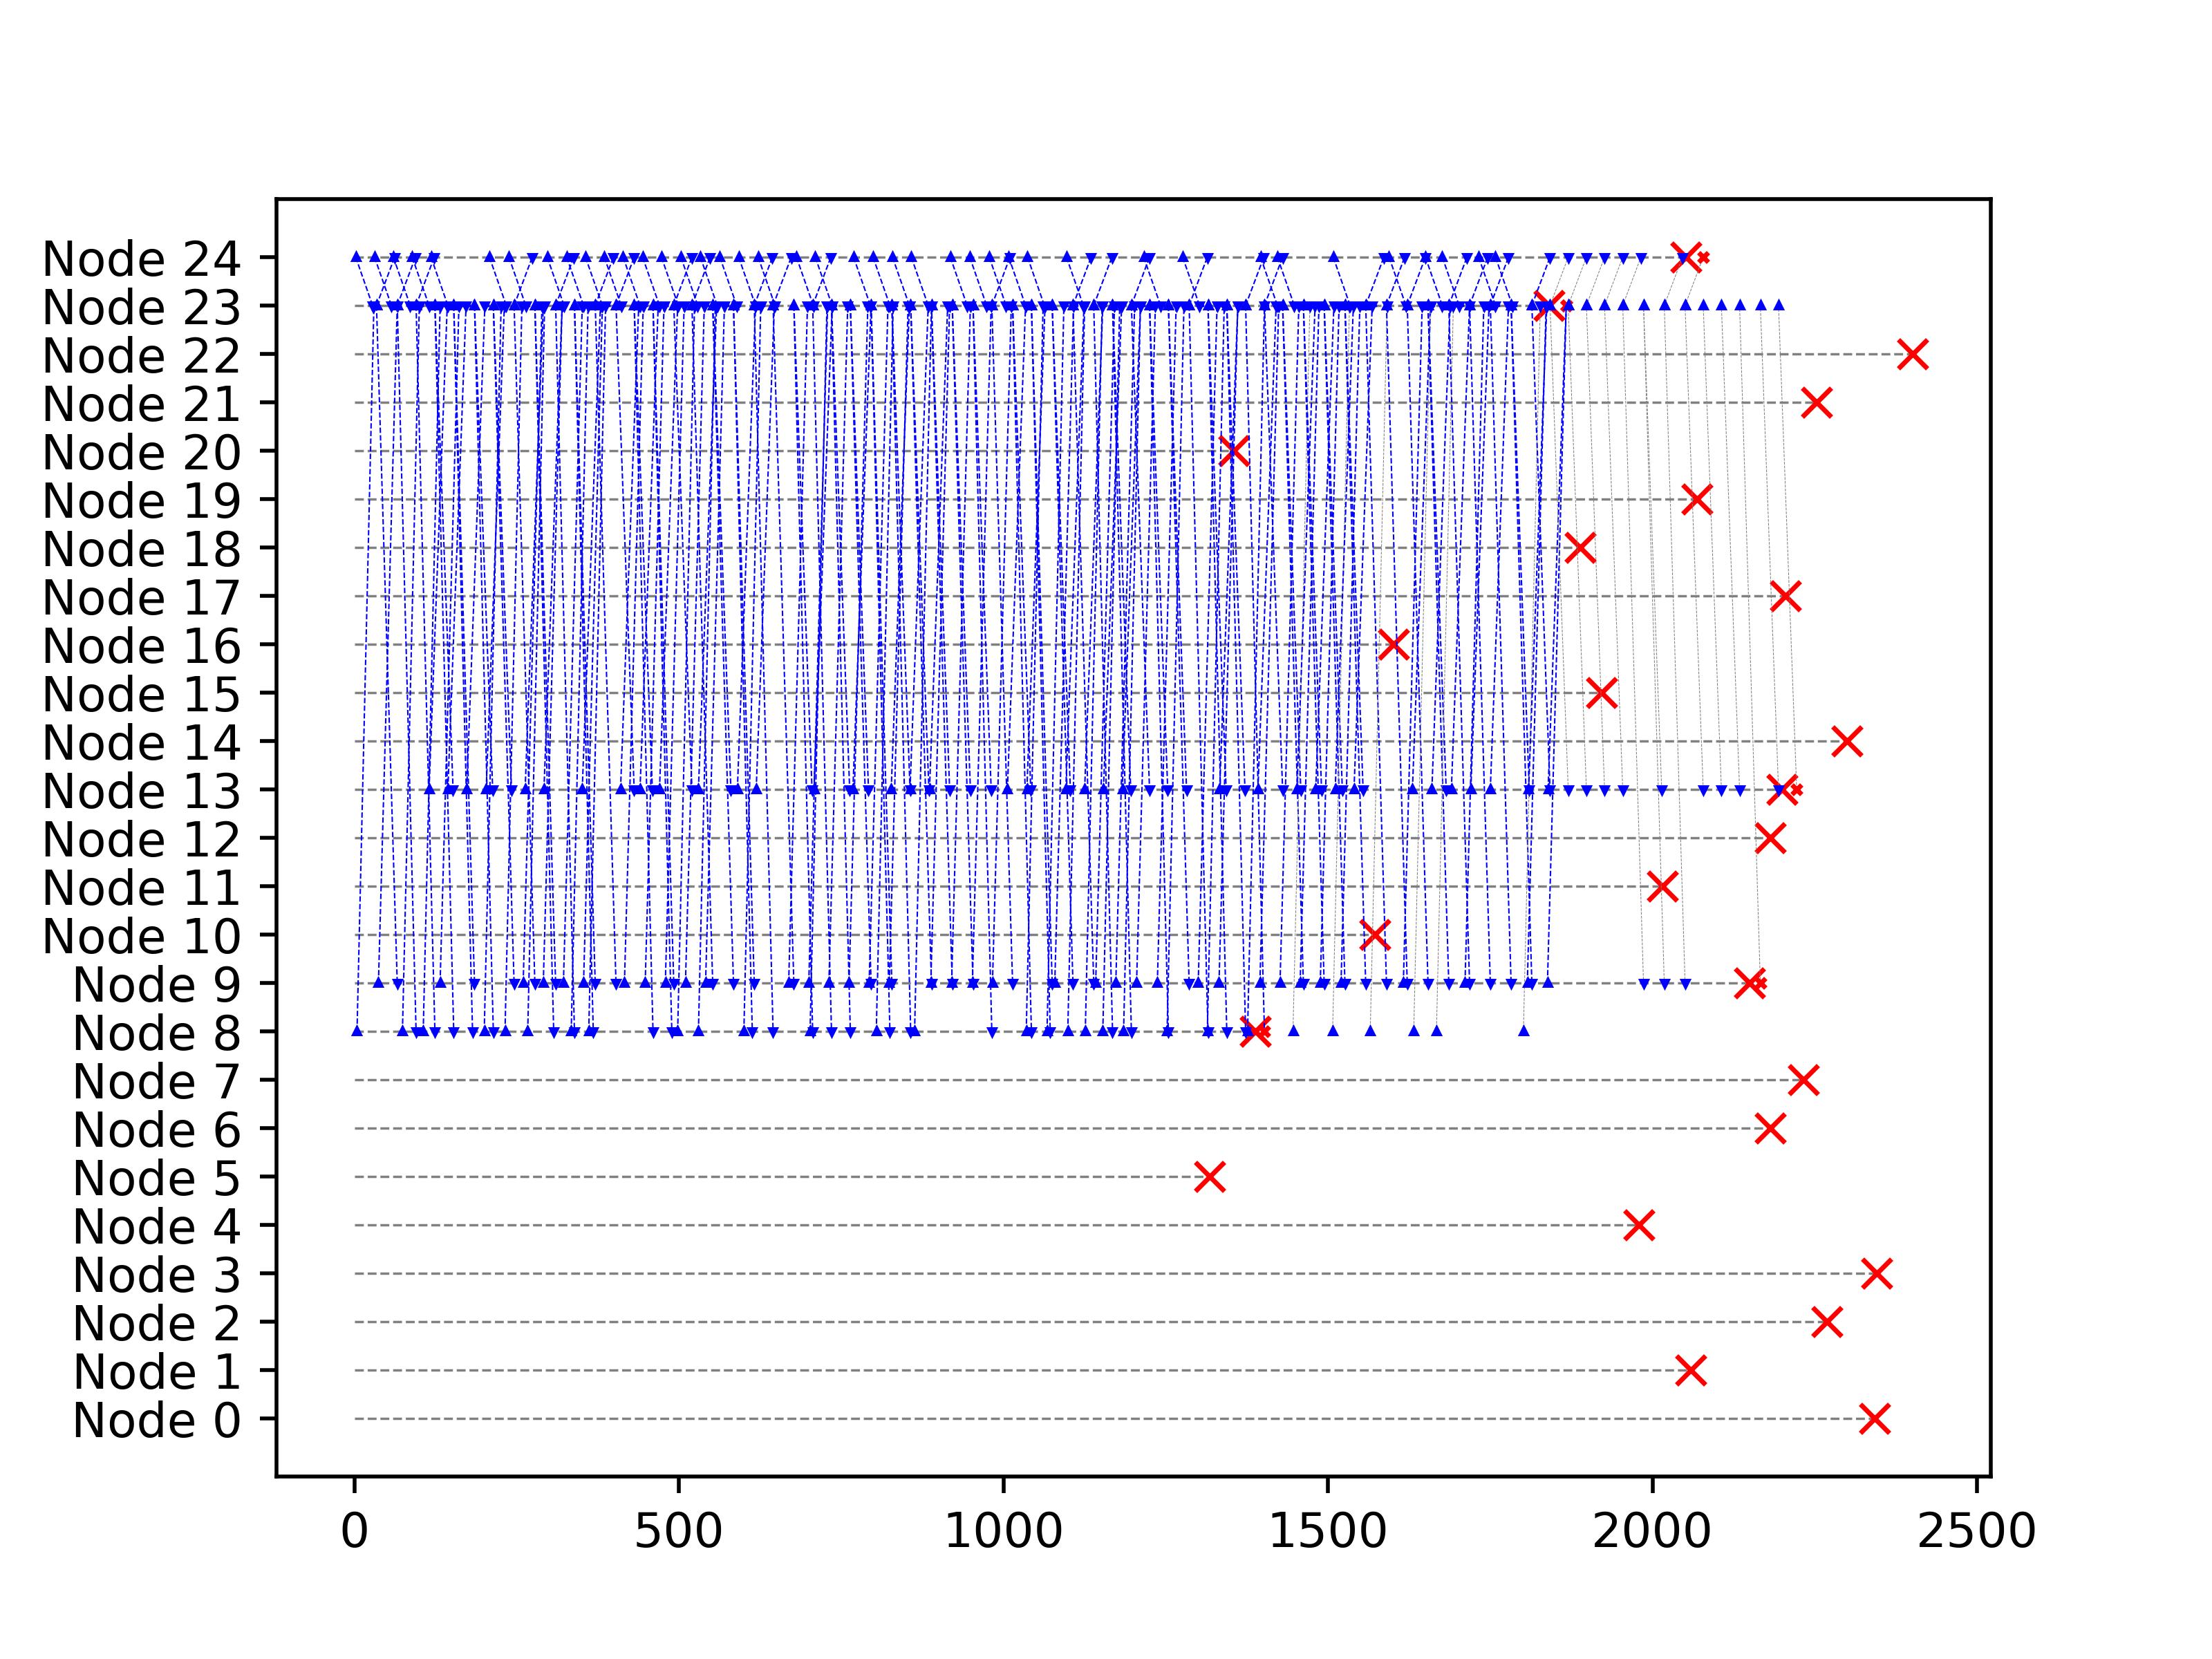 Node 24
Node 23
Node 22
Node 21
Node 20
Node 19
Node 18
Node 17
Node 16
Node 15
Node 14
Node 13
Node 12
Node 11
Node 10
Node 9
Node 8
Node 7
Node 6
Node 5
Node 4
Node 3
Node 2
Node 1
Node 0
0 500 1000 1500 2000 2500